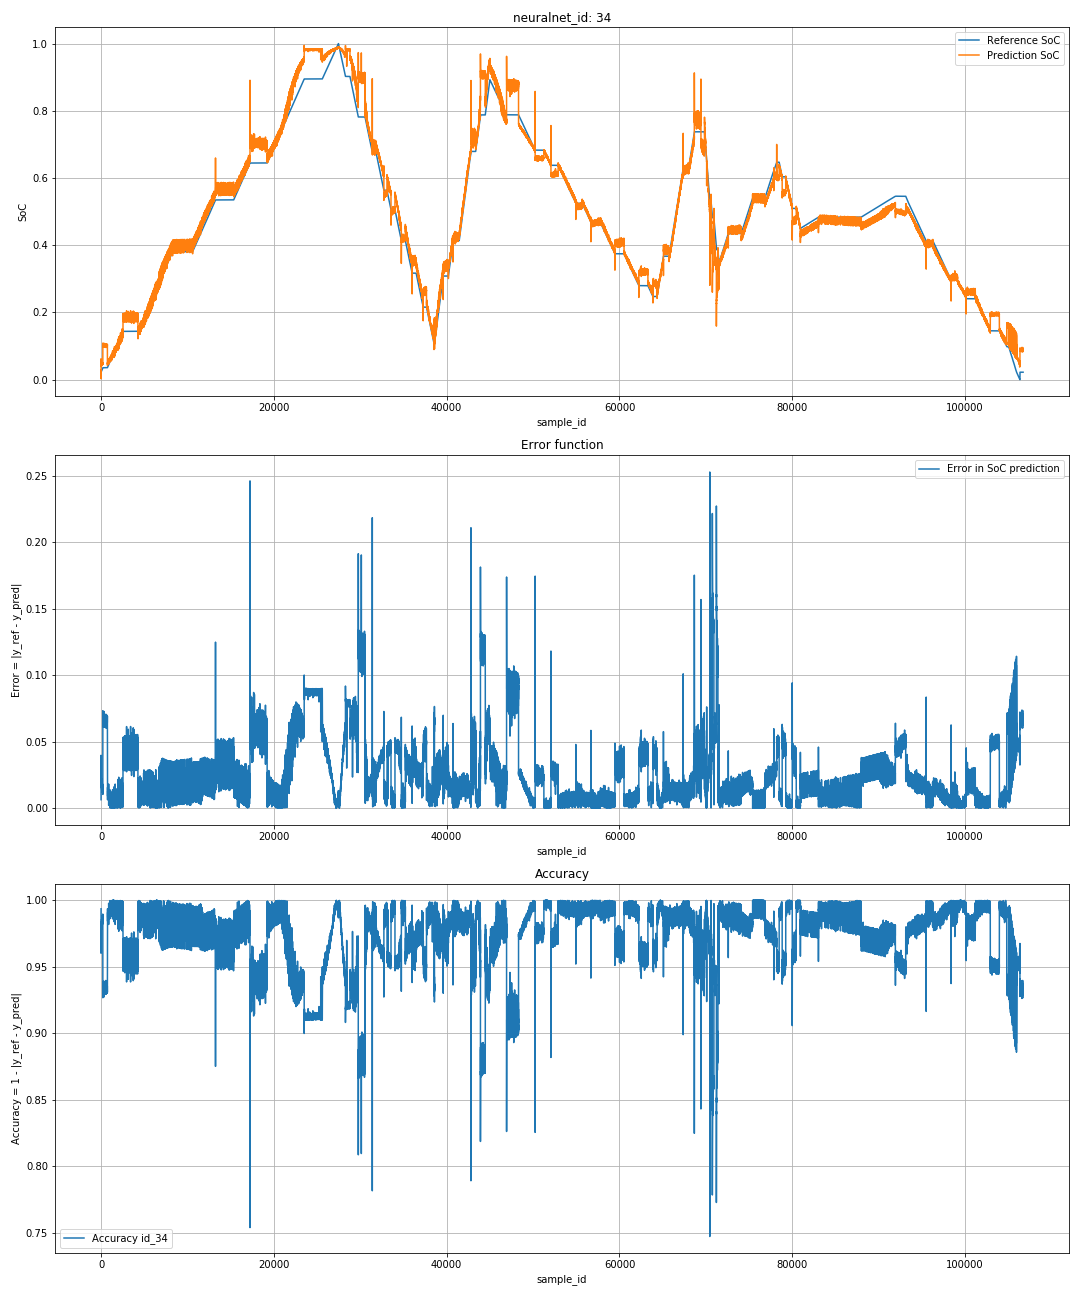 neuralnet_id: 34
Reference SoC
Prediction SoC
SoC
1.0
0.8
0.6
0.4
0.2
0.0
0 20000 40000 60000 80000 100000
sample_id
Error function
Error in SoC prediction
Error = |y_ref - y_pred|
0.25
0.20
0.15
0.10
0.05
0.00
0 20000 40000 60000 80000 100000
sample_id
Accuracy
Accuracy = 1 - |y_ref - y_pred|
1.00
0.95
0.90
0.85
0.80
0.75
Accuracy id_34
0 20000 40000 60000 80000 100000
sample_id